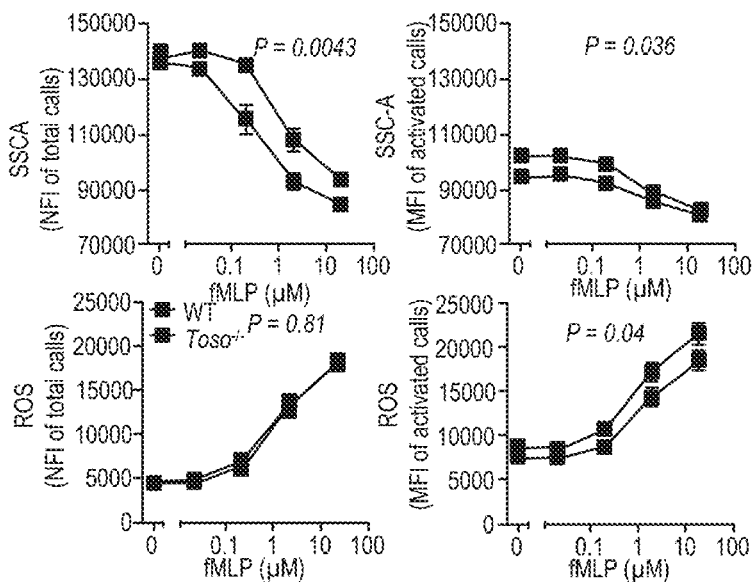 SSCA
(NFI of total calls)
150000
130000
110000
90000
70000
P = 0.0043
0 0.1 1 10 100
fMLP (µM)
SSC-A
(MFI of activated calls)
150000
130000
110000
90000
70000
P = 0.036
0 0.1 1 10 100
fMLP (µM)
ROS
(NFI of total calls)
25000
20000
15000
10000
5000
0
WT
Toso-/-
P = 0.81
0 0.1 1 10 100
fMLP (µM)
ROS
(MFI of activated calls)
25000
20000
15000
10000
5000
0
P = 0.04
0 0.1 1 10 100
fMLP (µM)